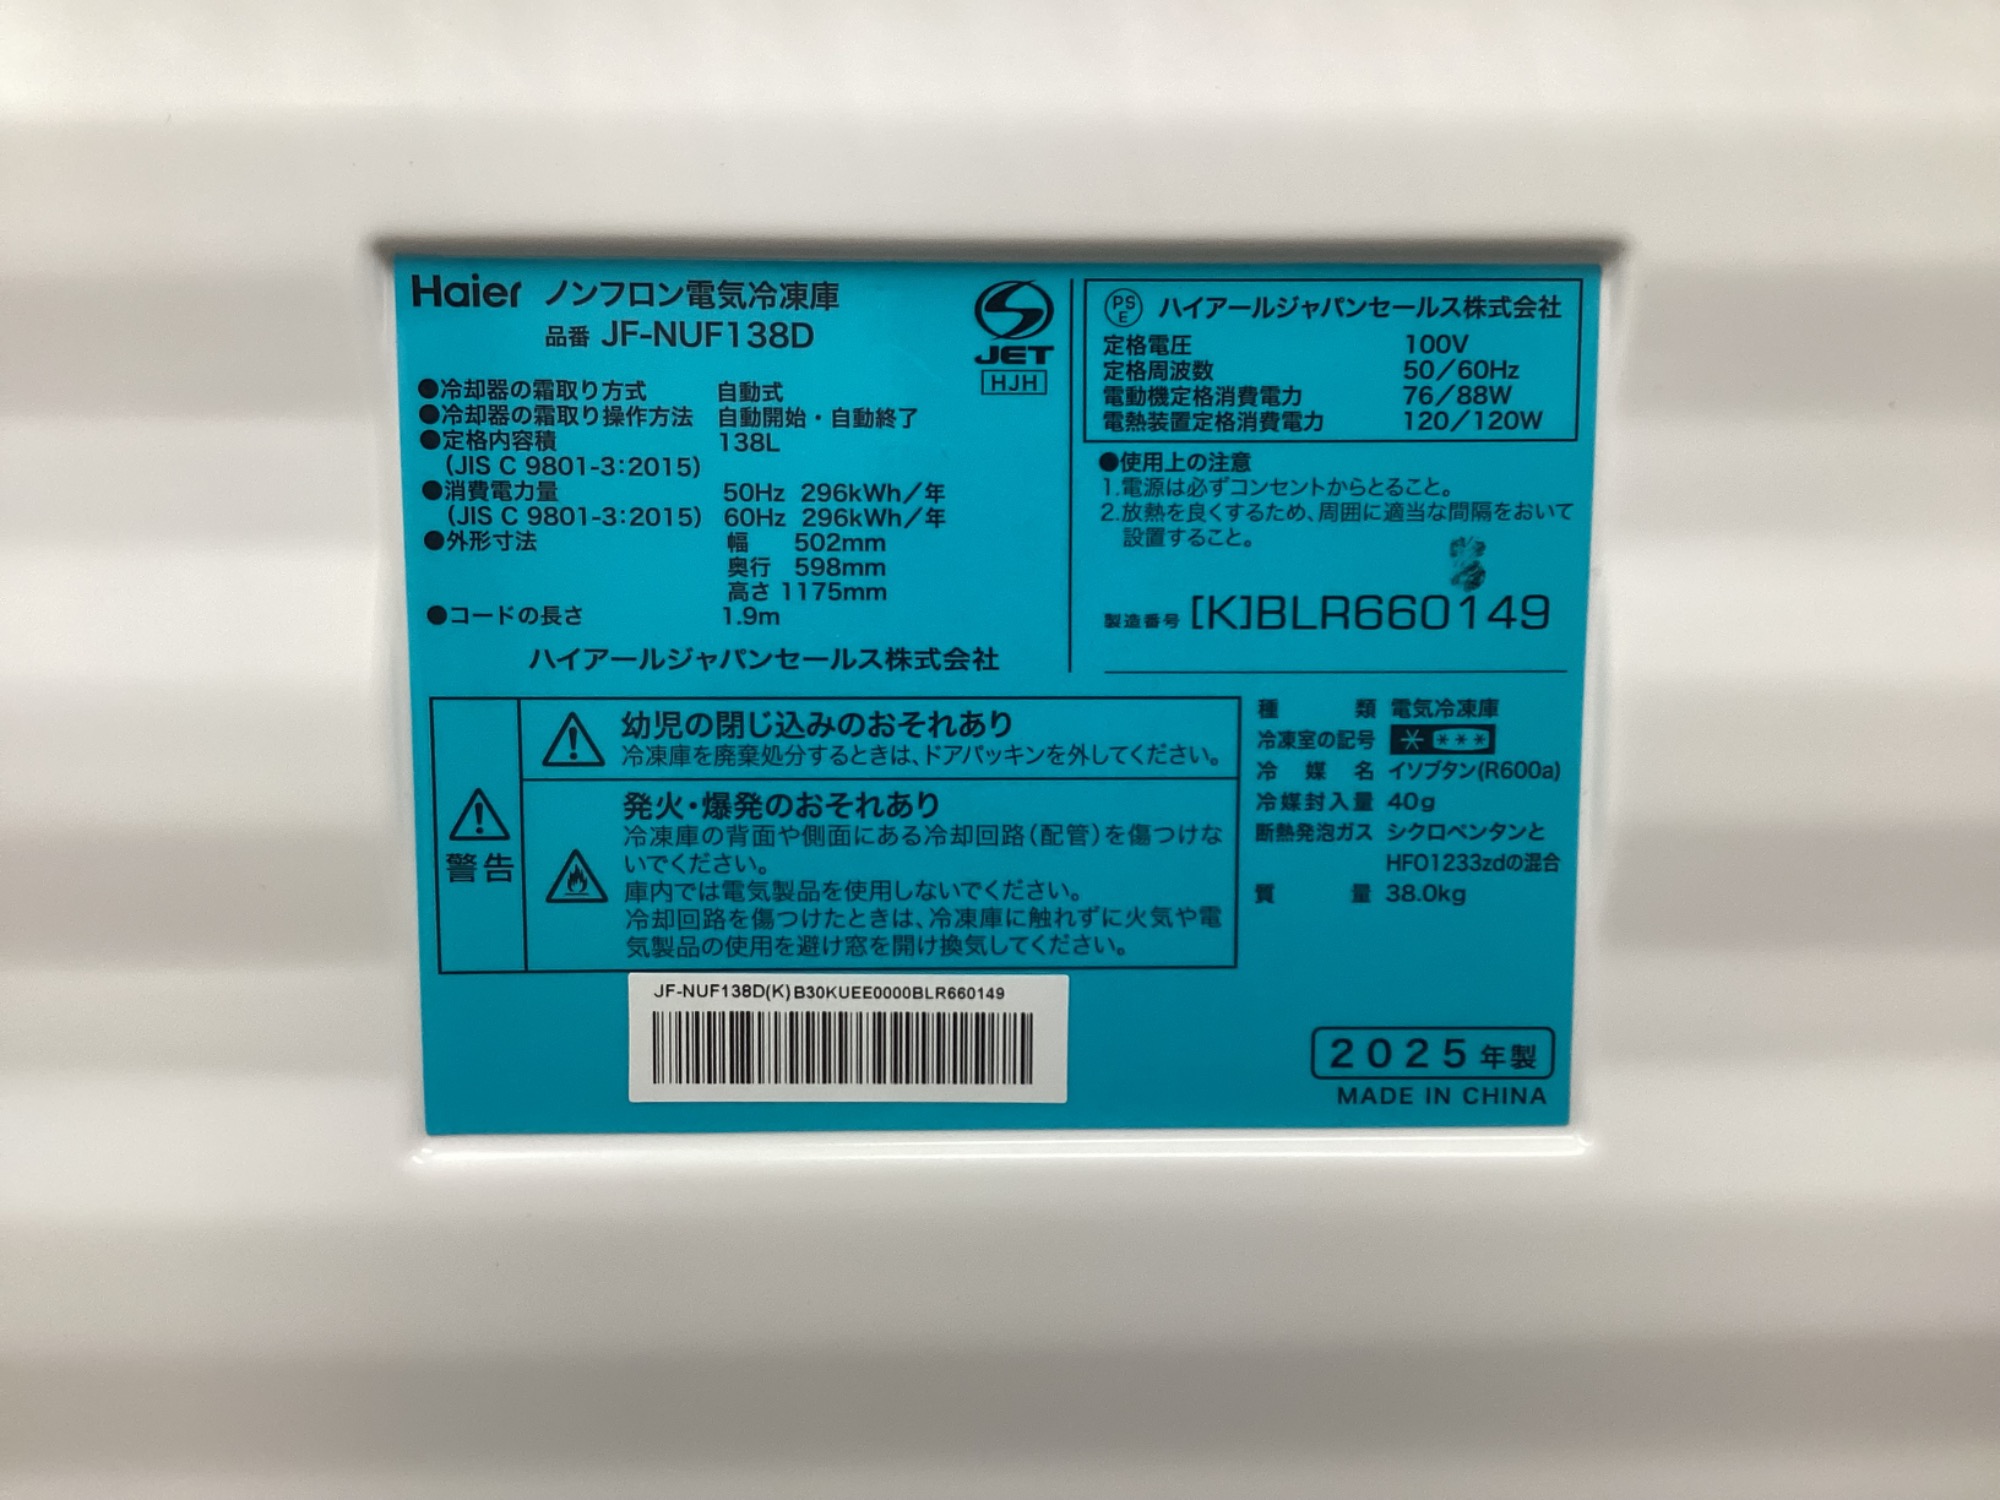 Haier ノンフロン電気冷凍庫
品番 JF-NUF138D
●冷却器の霜取り方式 自動式
●冷却器の霜取り操作方法 自動開始・自動終了
●定格内容積 138L
(JIS C 9801-3:2015)
●消費電力量 50Hz 296kWh/年
(JIS C 9801-3:2015) 60Hz 296kWh/年
●外形寸法 幅 502mm
奥行 598mm
高さ 1175mm
●コードの長さ 1.9m
ハイアールジャパンセールス株式会社
JET
HJH
PSE ハイアールジャパンセールス株式会社
定格電圧 100V
定格周波数 50/60Hz
電動機定格消費電力 76/88W
電熱装置定格消費電力 120/120W
●使用上の注意
1.電源は必ずコンセントからとること。
2.放熱を良くするため、周囲に適当な間隔をおいて
設置すること。
製造番号 [K]BLR660149
警告
幼児の閉じ込みのおそれあり
冷凍庫を廃棄処分するときは、ドアパッキンを外してください。
発火・爆発のおそれあり
冷凍庫の背面や側面にある冷却回路(配管)を傷つけな
いでください。
庫内では電気製品を使用しないでください。
冷却回路を傷つけたときは、冷凍庫に触れずに火気や電
気製品の使用を避け窓を開け換気してください。
種類 電気冷凍庫
冷凍室の記号
冷媒名 イソブタン(R600a)
冷媒封入量 40g
断熱発泡ガス シクロペンタンと
HFO1233zdの混合
質量 38.0kg
JF-NUF138D(K)B30KUEE0000BLR660149
2025年製
MADE IN CHINA